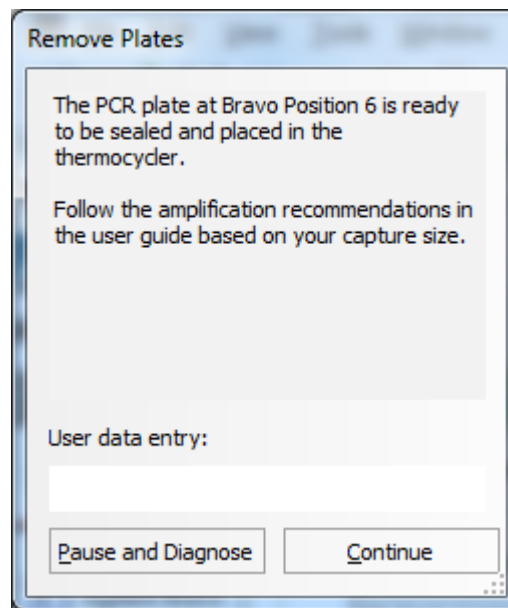 Remove Plates
The PCR plate at Bravo Position 6 is ready
to be sealed and placed in the
thermocycler.
Follow the amplification recommendations in
the user guide based on your capture size.
User data entry:
Pause and Diagnose
Continue